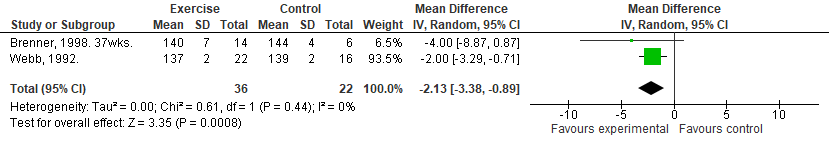 Exercise Control Mean Difference Mean Difference
Study or Subgroup Mean SD Total Mean SD Total Weight IV, Random, 95% CI IV, Random, 95% CI
Brenner, 1998. 37wks. 140 7 14 144 4 6 6.5% -4.00 [-8.87, 0.87]
Webb, 1992. 137 2 22 139 2 16 93.5% -2.00 [-3.29, -0.71]
Total (95% CI) 36 22 100.0% -2.13 [-3.38, -0.89]
Heterogeneity: Tau² = 0.00; Chi² = 0.61, df = 1 (P = 0.44); I² = 0%
Test for overall effect: Z = 3.35 (P = 0.0008)
-10 -5 0 5 10
Favours experimental Favours control